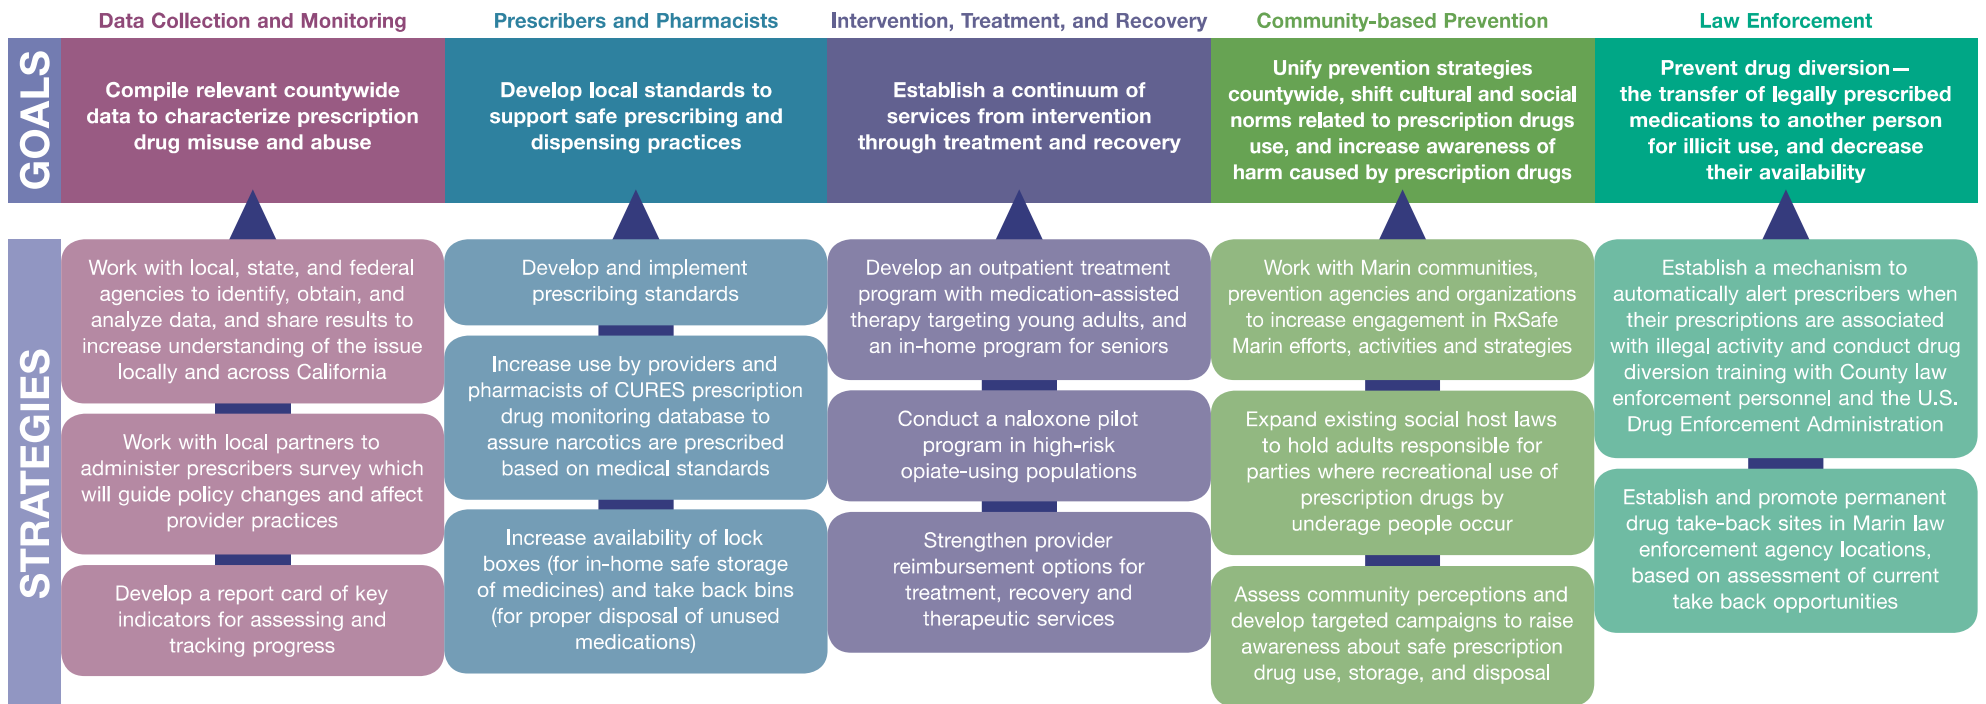 Data Collection and Monitoring
Prescribers and Pharmacists
Intervention, Treatment, and Recovery
Community-based Prevention
Law Enforcement
GOALS
Compile relevant countywide
data to characterize prescription
drug misuse and abuse
Develop local standards to
support safe prescribing and
dispensing practices
Establish a continuum of
services from intervention
through treatment and recovery
Unify prevention strategies
countywide, shift cultural and social
norms related to prescription drugs
use, and increase awareness of
harm caused by prescription drugs
Prevent drug diversion—
the transfer of legally prescribed
medications to another person
for illicit use, and decrease
their availability
STRATEGIES
Work with local, state, and federal
agencies to identify, obtain, and
analyze data, and share results to
increase understanding of the issue
locally and across California
Work with local partners to
administer prescribers survey which
will guide policy changes and affect
provider practices
Develop a report card of key
indicators for assessing and
tracking progress
Develop and implement
prescribing standards
Increase use by providers and
pharmacists of CURES prescription
drug monitoring database to
assure narcotics are prescribed
based on medical standards
Increase availability of lock
boxes (for in-home safe storage
of medicines) and take back bins
(for proper disposal of unused
medications)
Develop an outpatient treatment
program with medication-assisted
therapy targeting young adults, and
an in-home program for seniors
Conduct a naloxone pilot
program in high-risk
opiate-using populations
Strengthen provider
reimbursement options for
treatment, recovery and
therapeutic services
Work with Marin communities,
prevention agencies and organizations
to increase engagement in RxSafe
Marin efforts, activities and strategies
Expand existing social host laws
to hold adults responsible for
parties where recreational use of
prescription drugs by
underage people occur
Assess community perceptions and
develop targeted campaigns to raise
awareness about safe prescription
drug use, storage, and disposal
Establish a mechanism to
automatically alert prescribers when
their prescriptions are associated
with illegal activity and conduct drug
diversion training with County law
enforcement personnel and the U.S.
Drug Enforcement Administration
Establish and promote permanent
drug take-back sites in Marin law
enforcement agency locations,
based on assessment of current
take back opportunities